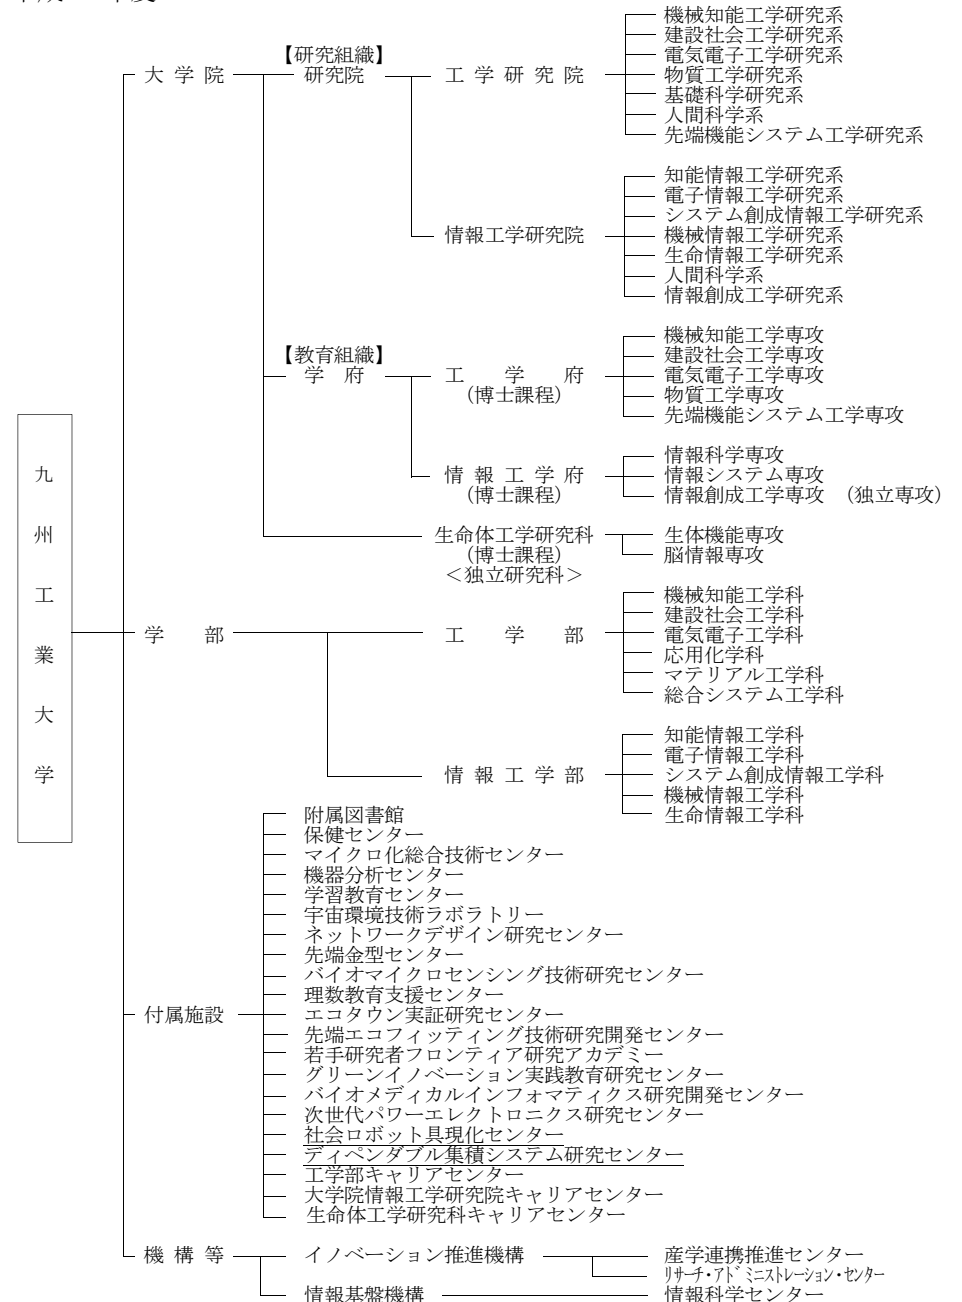 機械知能工学研究系
建設社会工学研究系
【研究組織】 電気電子工学研究系
大学院 研究院 工学研究院 物質工学研究系
基礎科学研究系
人間科学系
先端機能システム工学研究系
知能情報工学研究系
電子情報工学研究系
システム創成情報工学研究系
情報工学研究院 機械情報工学研究系
生命情報工学研究系
人間科学系
情報創成工学研究系
機械知能工学専攻
【教育組織】 建設社会工学専攻
学府 工学府 電気電子工学専攻
(博士課程) 物質工学専攻
先端機能システム工学専攻
情報科学専攻
情報工学府 情報システム専攻
(博士課程) 情報創成工学専攻 (独立専攻)
生命体工学研究科 生体機能専攻
(博士課程) 脳情報専攻
<独立研究科>
九州工業大学
機械知能工学科
建設社会工学科
学部 工学部 電気電子工学科
応用化学科
マテリアル工学科
総合システム工学科
知能情報工学科
電子情報工学科
情報工学部 システム創成情報工学科
機械情報工学科
生命情報工学科
附属図書館
保健センター
マイクロ化総合技術センター
機器分析センター
学習教育センター
宇宙環境技術ラボラトリー
ネットワークデザイン研究センター
先端金型センター
バイオマイクロセンシング技術研究センター
理数教育支援センター
付属施設 エコタウン実証研究センター
先端エコフィッティング技術研究開発センター
若手研究者フロンティア研究アカデミー
グリーンイノベーション実践教育研究センター
バイオメディカルインフォマティクス研究開発センター
次世代パワーエレクトロニクス研究センター
社会ロボット具現化センター
ディペンダブル集積システム研究センター
工学部キャリアセンター
大学院情報工学研究院キャリアセンター
生命体工学研究科キャリアセンター
機構等 イノベーション推進機構 産学連携推進センター
リサーチ・アドミニストレーション・センター
情報基盤機構 情報科学センター